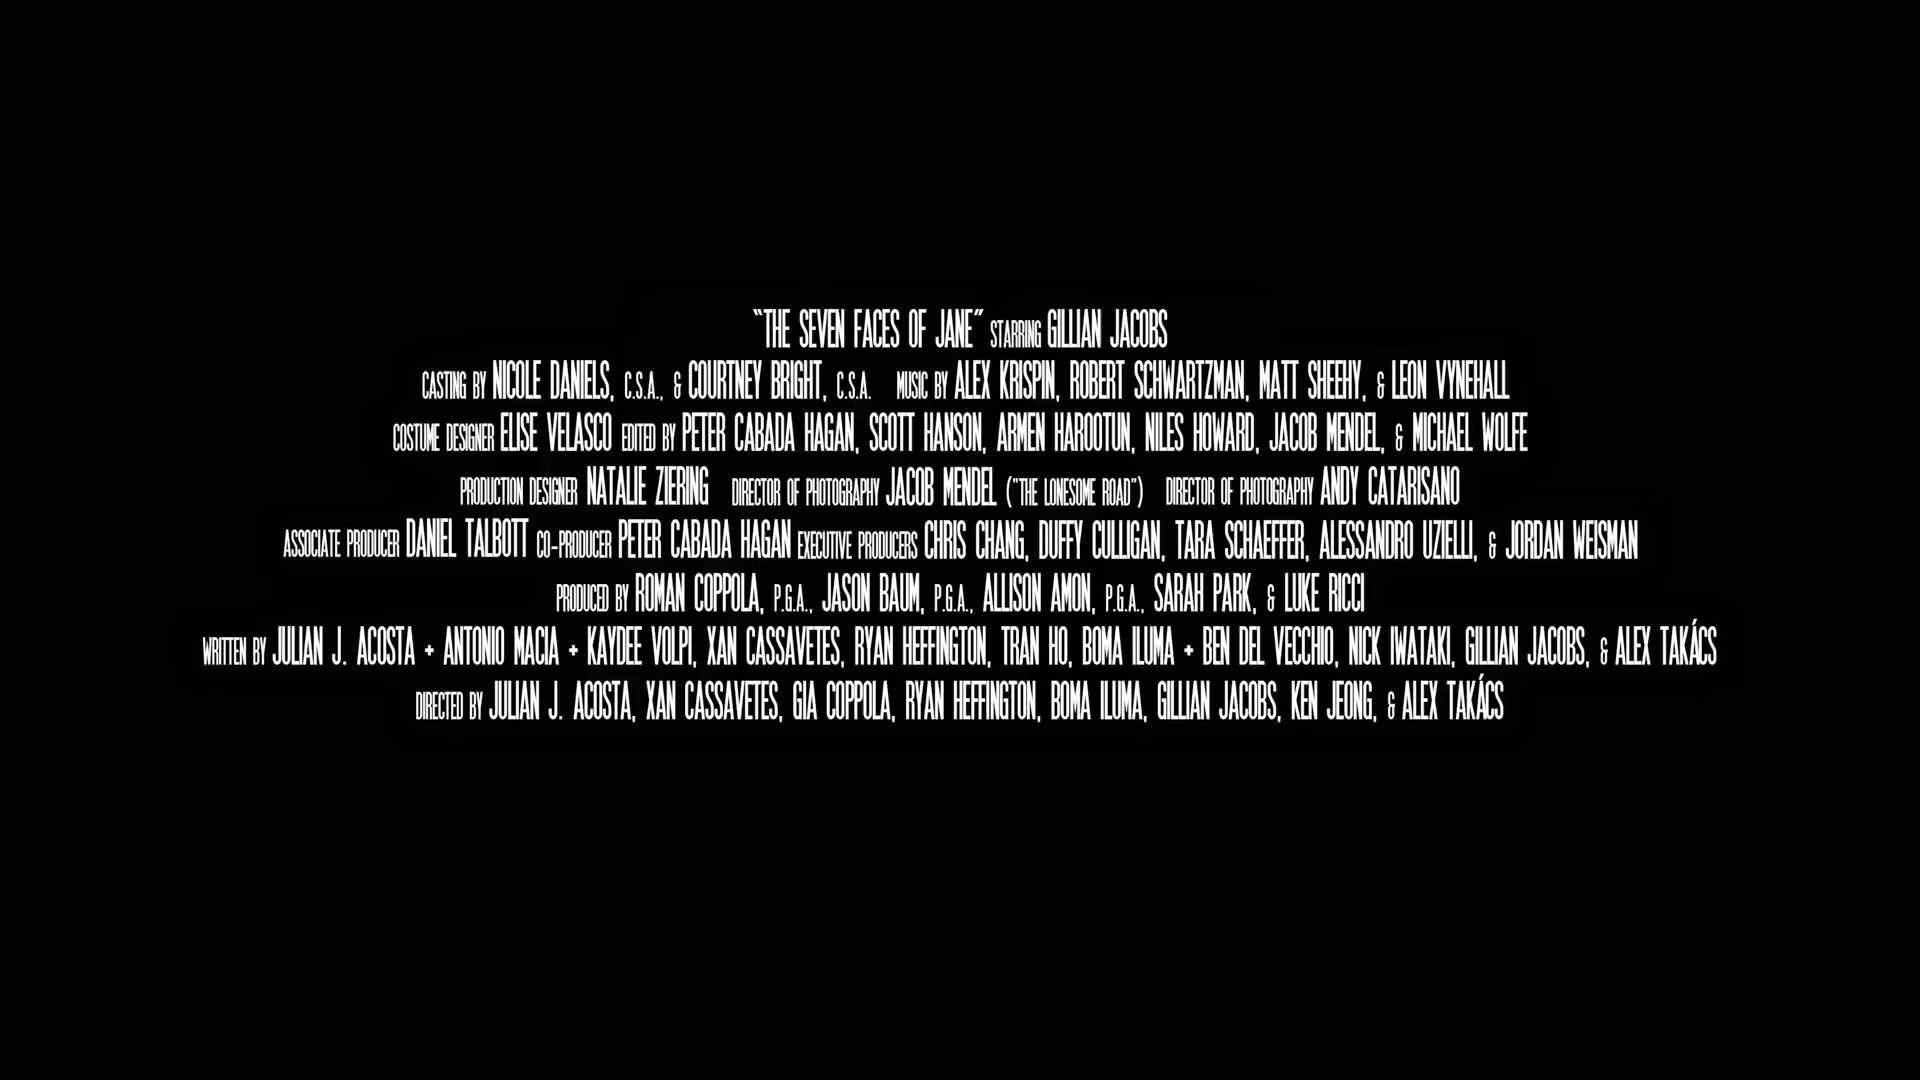 "THE SEVEN FACES OF JANE" STARRING GILLIAN JACOBS
CASTING BY NICOLE DANIELS, C.S.A., & COURTNEY BRIGHT, C.S.A. MUSIC BY ALEX KRISPIN, ROBERT SCHWARTZMAN, MATT SHEEHY, & LEON VYNEHALL
COSTUME DESIGNER ELISE VELASCO EDITED BY PETER CABADA HAGAN, SCOTT HANSON, ARMEN HAROOTUN, NILES HOWARD, JACOB MENDEL, & MICHAEL WOLFE
PRODUCTION DESIGNER NATALIE ZIERING DIRECTOR OF PHOTOGRAPHY JACOB MENDEL ("THE LONESOME ROAD") DIRECTOR OF PHOTOGRAPHY ANDY CATARISANO
ASSOCIATE PRODUCER DANIEL TALBOTT CO-PRODUCER PETER CABADA HAGAN EXECUTIVE PRODUCERS CHRIS CHANG, DUFFY CULLIGAN, TARA SCHAEFFER, ALESSANDRO UZIELLI, & JORDAN WEISMAN
PRODUCED BY ROMAN COPPOLA, P.G.A., JASON BAUM, P.G.A., ALLISON AMON, P.G.A., SARAH PARK, & LUKE RICCI
WRITTEN BY JULIAN J. ACOSTA + ANTONIO MACIA + KAYDEE VOLPI, XAN CASSAVETES, RYAN HEFFINGTON, TRAN HO, BOMA ILUMA + BEN DEL VECCHIO, NICK IWATAKI, GILLIAN JACOBS, & ALEX TAKÁCS
DIRECTED BY JULIAN J. ACOSTA, XAN CASSAVETES, GIA COPPOLA, RYAN HEFFINGTON, BOMA ILUMA, GILLIAN JACOBS, KEN JEONG, & ALEX TAKÁCS